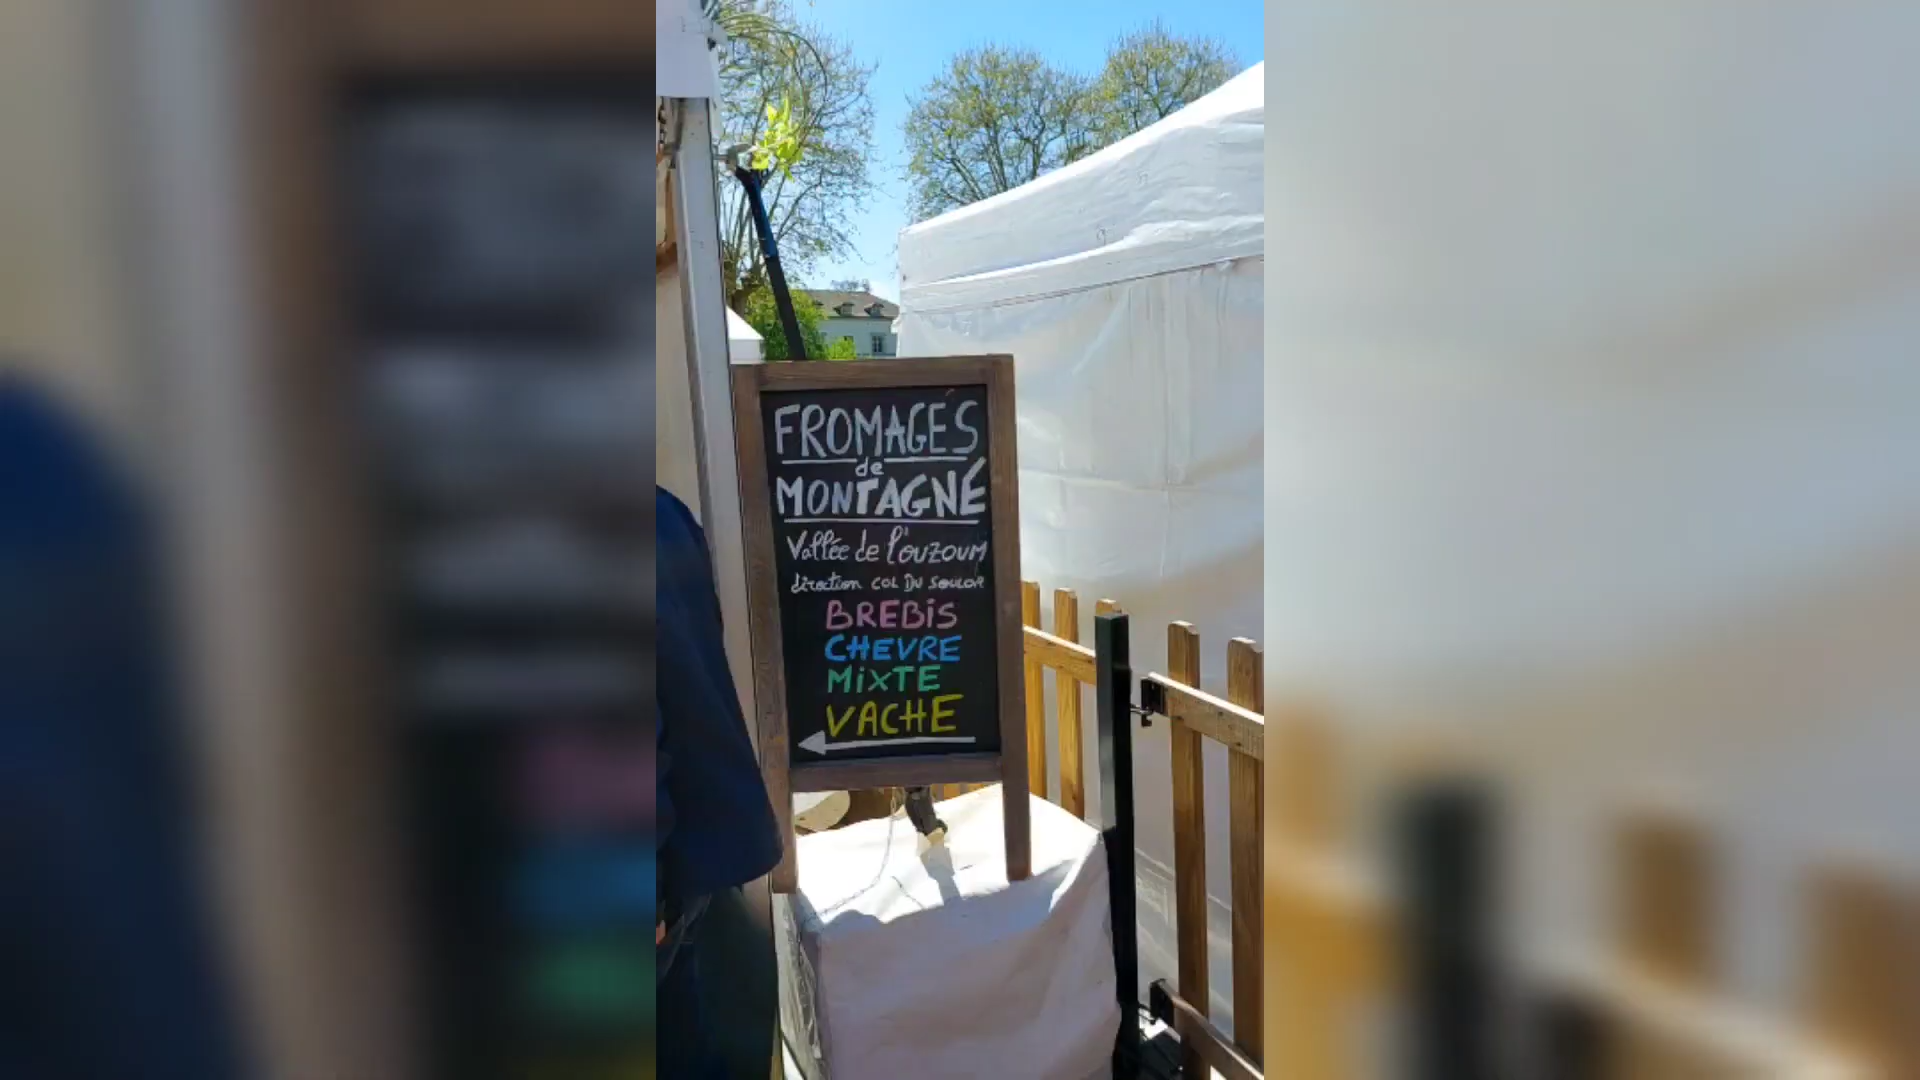 FROMAGES
de
MONTAGNE
Vallée de l'ouzoum
direction COL DU SOULOR
BREBIS
CHEVRE
MIXTE
VACHE